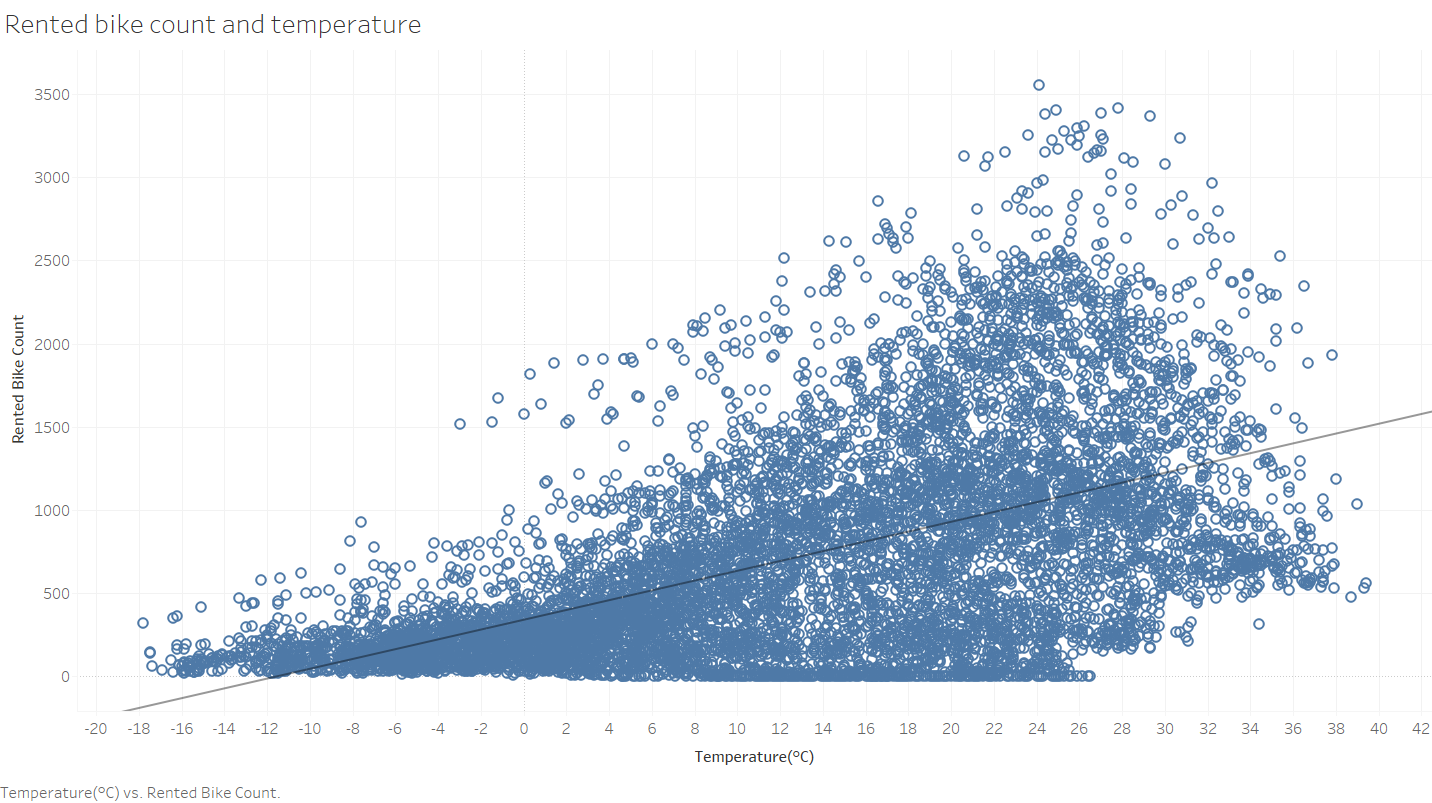 Rented bike count and temperature
3500
3000
2500
2000
1500
1000
500
0
Rented Bike Count
-20 -18 -16 -14 -12 -10 -8 -6 -4 -2 0 2 4 6 8 10 12 14 16 18 20 22 24 26 28 30 32 34 36 38 40 42
Temperature(°C)
Temperature(°C) vs. Rented Bike Count.